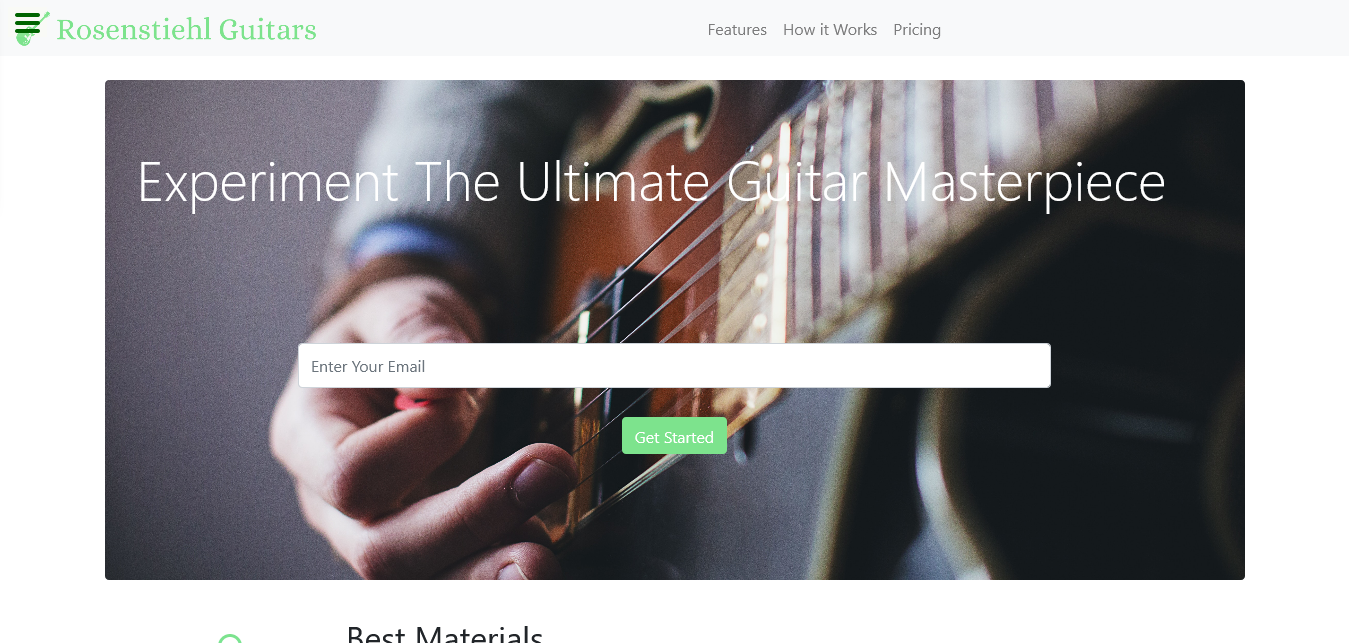 Rosenstiehl Guitars
Features How it Works Pricing
Experiment The Ultimate Guitar Masterpiece
Enter Your Email
Get Started
Best Materials